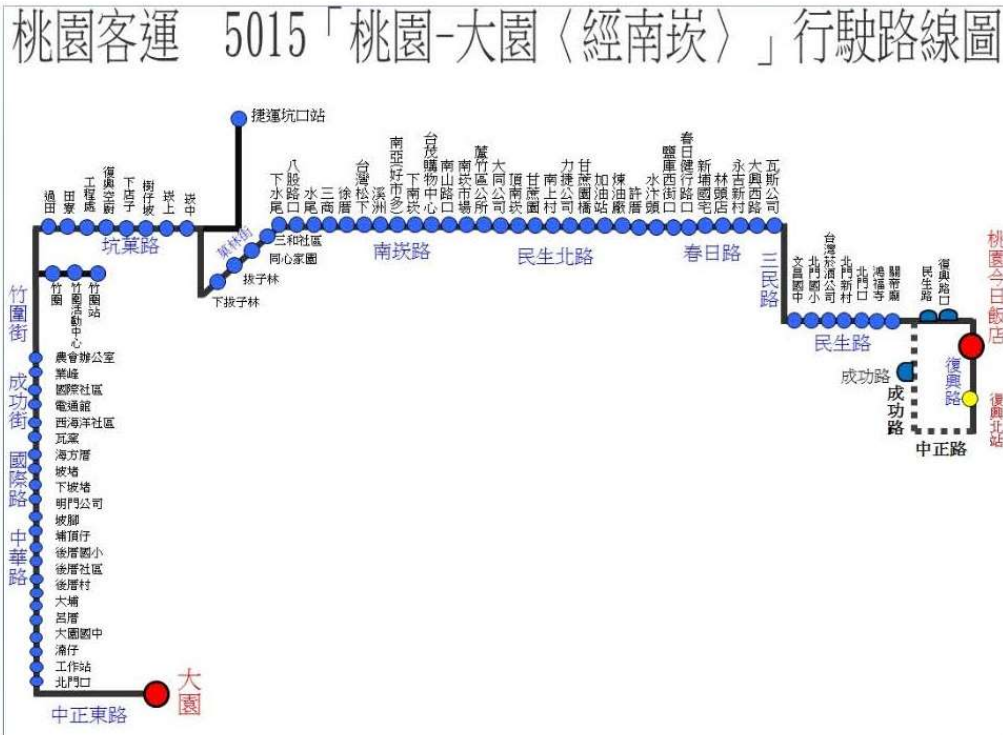 桃園客運 5015「桃園-大園〈經南崁〉」行駛路線圖
捷運坑口站
過田
田寮
工程處
復興空廚
下店子
樹仔坡
崁上
崁中
坑菓路
下水尾
八股路口
水尾
三商
徐厝
台灣松下
溪洲
南亞(好市多)
下南崁
台茂購物中心
南山路口
南崁市場
蘆竹區公所
大同公司
頂南崁
甘蔗園
南上村
力捷公司
甘蔗園橋
加油站
煉油廠
許厝
水汴頭
鹽庫西街口
春日健行路口
新埔國宅
林頭店
永吉新村
大興西路
瓦斯公司
菓林街
三和社區
同心家園
拔子林
下拔子林
南崁路
民生北路
春日路
三民路
文昌國中
北門國小
台灣菸酒公司
北門新村
北門口
鴻福寺
關帝廟
民生路
民生路
復興路口
桃園今日飯店
復興路
復興北站
成功路
成功路
中正路
竹圍
竹圍活動中心
竹圍站
竹圍街
成功街
國際路
中華路
農會辦公室
業峰
國際社區
電通館
西海洋社區
瓦窯
海方厝
坡堵
下坡堵
明門公司
坡腳
埔頂仔
後厝國小
後厝社區
後厝村
大埔
呂厝
大園國中
湳仔
工作站
北門口
大園
中正東路